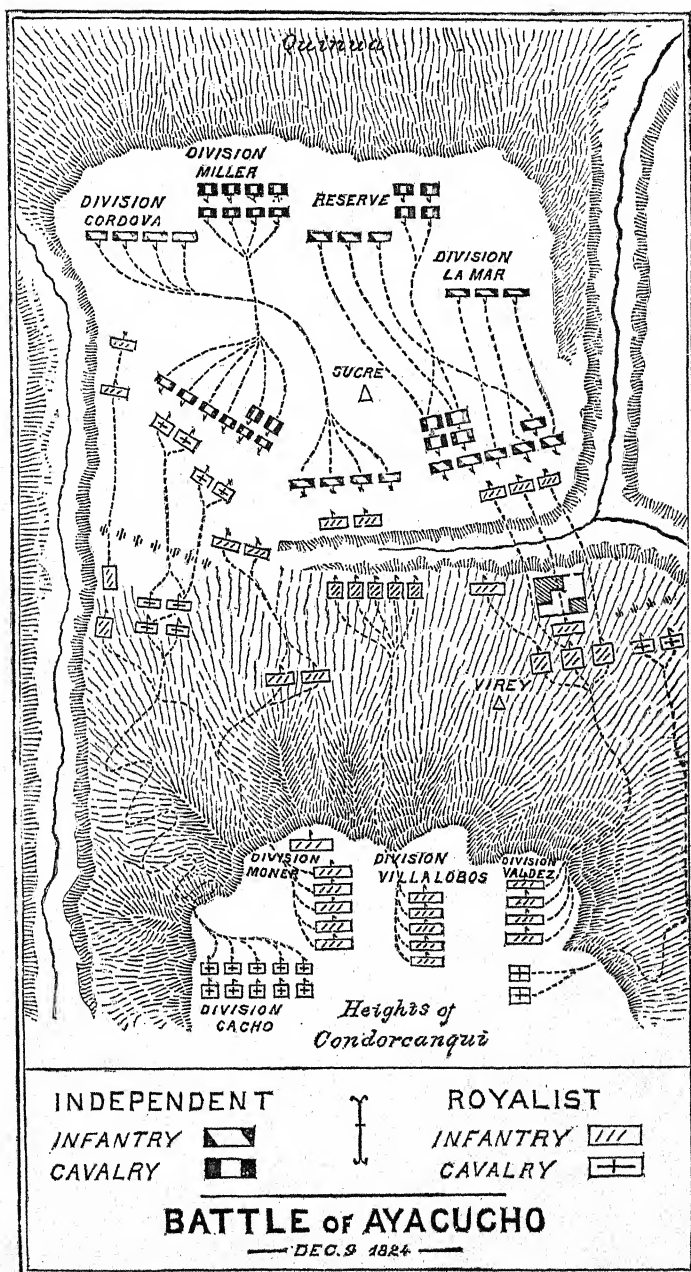 Quinua
DIVISION
MILLER
DIVISION
CORDOVA
RESERVE
DIVISION
LA MAR
SUCRE
VIREY
DIVISION
MONET
DIVISION
VILLALOBOS
DIVISION
VALDEZ
DIVISION
CACHO
Heights of
Condorcanqui
INDEPENDENT
INFANTRY
CAVALRY
ROYALIST
INFANTRY
CAVALRY
BATTLE OF AYACUCHO
DEC. 9 1824